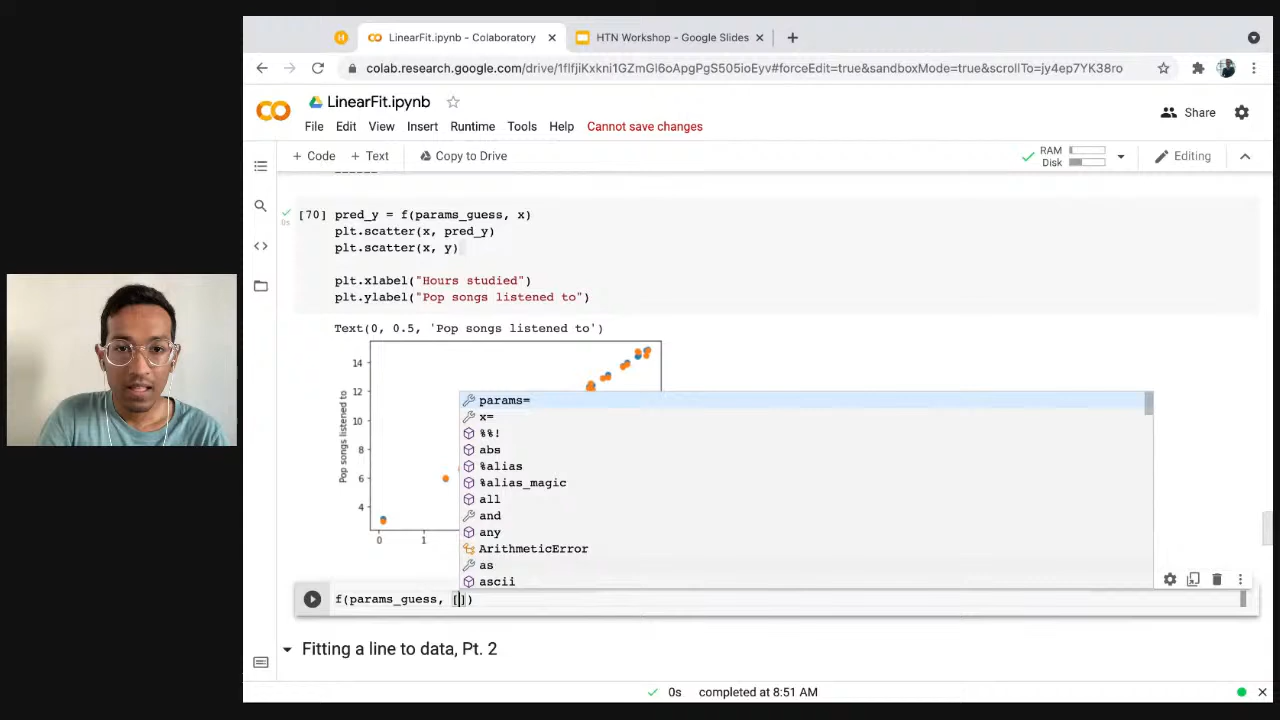 LinearFit.ipynb - Colaboratory
HTN Workshop - Google Slides
colab.research.google.com/drive/1flfjiKxkni1GZmGl6oApgPgS505ioEyv#forceEdit=true&sandboxMode=true&scrollTo=jy4ep7YK38ro
LinearFit.ipynb
Share
File Edit View Insert Runtime Tools Help Cannot save changes
+ Code + Text Copy to Drive
RAM
Disk
Editing
[70] pred_y = f(params_guess, x)
0s
plt.scatter(x, pred_y)
plt.scatter(x, y)
plt.xlabel("Hours studied")
plt.ylabel("Pop songs listened to")
Text(0, 0.5, 'Pop songs listened to')
Pop songs listened to
14
12
10
8
6
4
0 1
params=
x=
%%!
abs
%alias
%alias_magic
all
and
any
ArithmeticError
as
ascii
f(params_guess, [])
Fitting a line to data, Pt. 2
0s completed at 8:51 AM